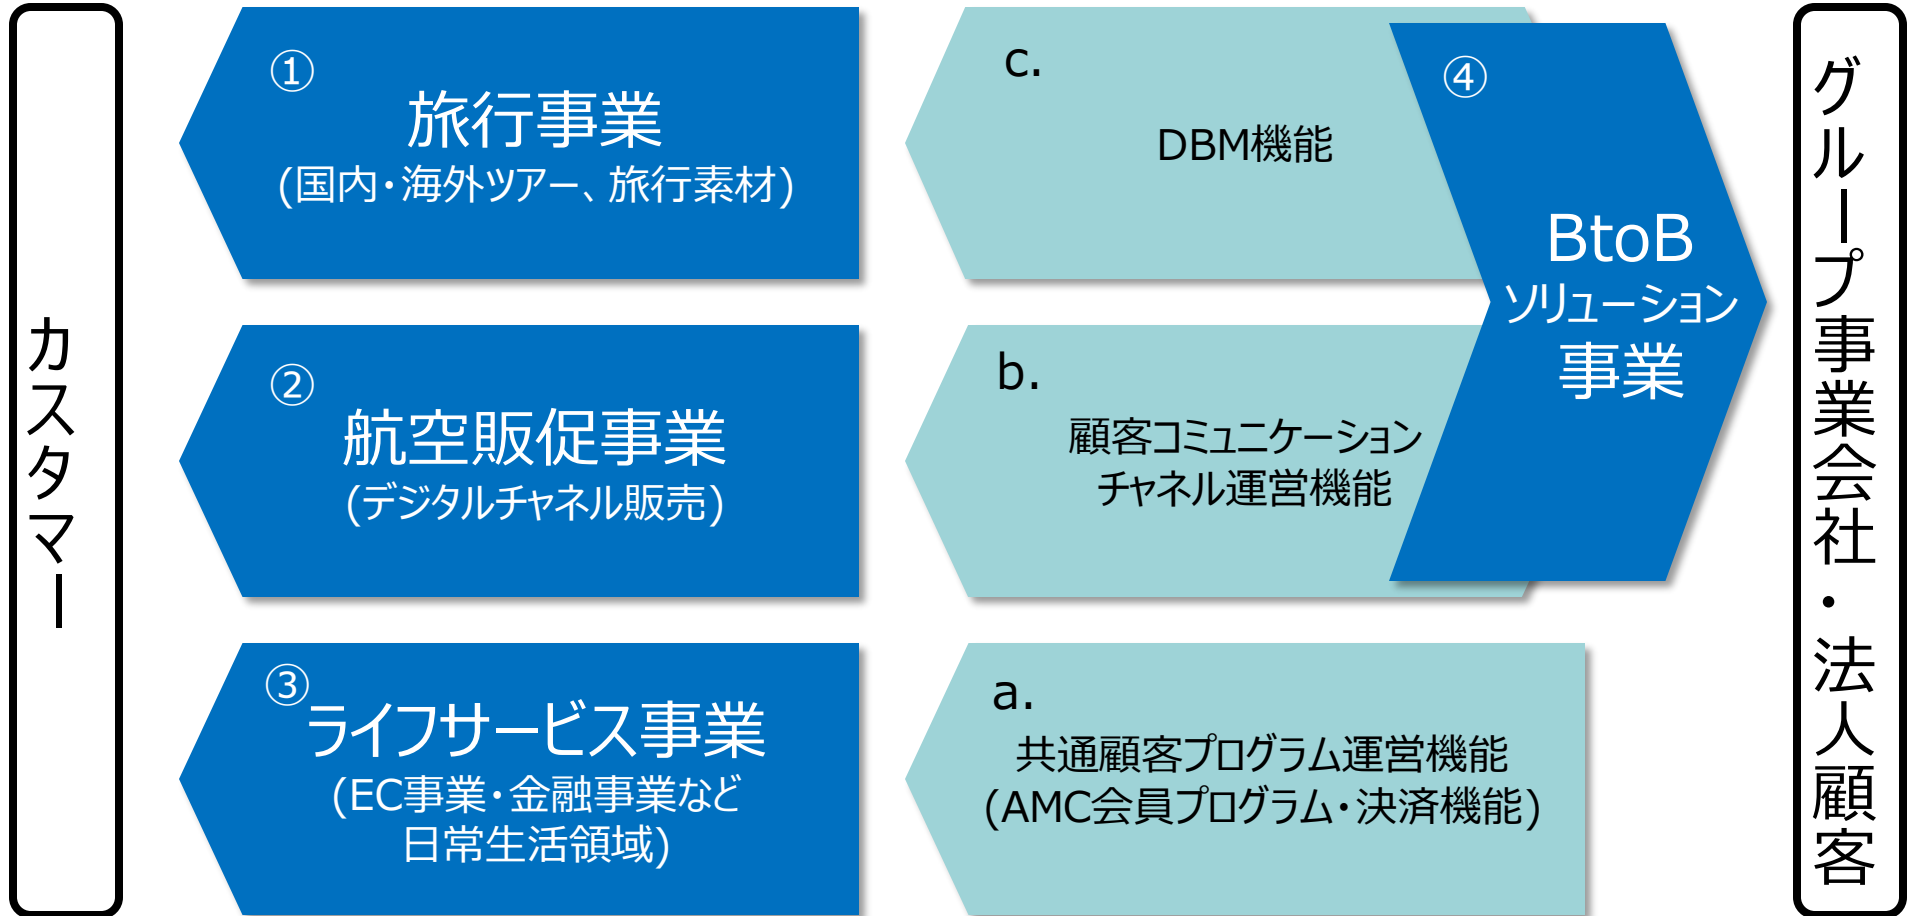 カスタマー
①
旅行事業
(国内・海外ツアー、旅行素材)
②
航空販促事業
(デジタルチャネル販売)
③
ライフサービス事業
(EC事業・金融事業など
日常生活領域)
c.
DBM機能
b.
顧客コミュニケーション
チャネル運営機能
a.
共通顧客プログラム運営機能
(AMC会員プログラム・決済機能)
④
BtoB
ソリューション
事業
グループ事業会社・法人顧客